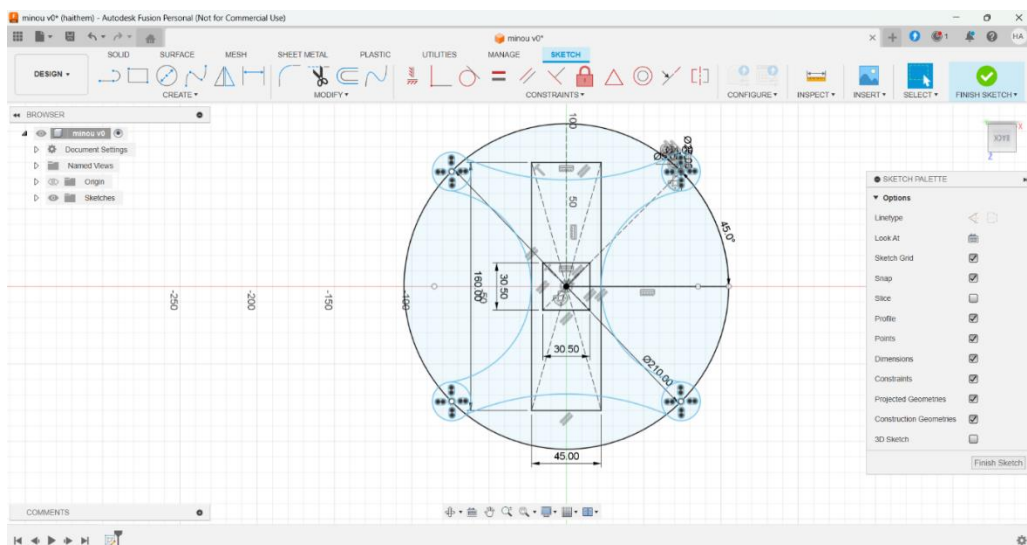 minou v0* (haithem) - Autodesk Fusion Personal (Not for Commercial Use)
minou v0*
1
HA
SOLID SURFACE MESH SHEET METAL PLASTIC UTILITIES MANAGE SKETCH
DESIGN
CREATE MODIFY CONSTRAINTS CONFIGURE INSPECT INSERT SELECT FINISH SKETCH
BROWSER
minou v0
Document Settings
Named Views
Origin
Sketches
BACK
X
Z
SKETCH PALETTE
Options
Linetype
Look At
Sketch Grid
Snap
Slice
Profile
Points
Dimensions
Constraints
Projected Geometries
Construction Geometries
3D Sketch
Finish Sketch
100
50
45.0°
160.00
30.50
30.50
Ø210.00
45.00
-250
-200
-150
-100
COMMENTS